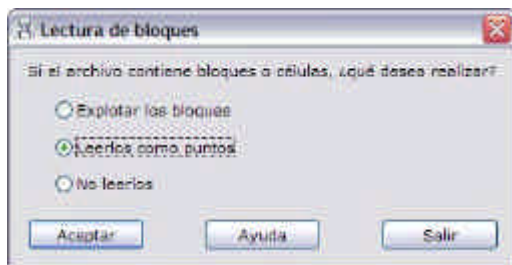 Lectura de bloques
Si el archivo contiene bloques o células, ¿qué desea realizar?
Explotar los bloques
Leerlos como puntos
No leerlos
Aceptar Ayuda Salir